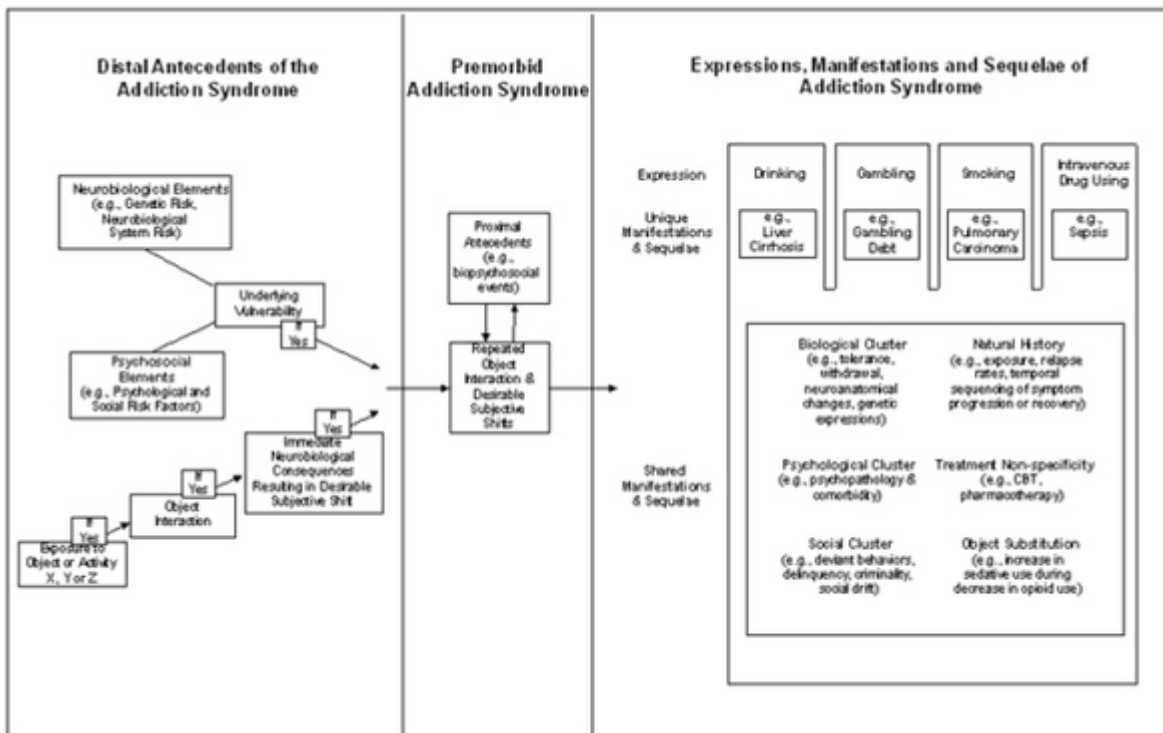 Distal Antecedents of the
Addiction Syndrome
Neurobiological Elements
(e.g., Genetic Risk,
Neurobiological
System Risk)
Underlying
Vulnerability
If
Yes
Psychosocial
Elements
(e.g., Psychological and
Social Risk Factors)
If
Yes
Immediate
Neurobiological
Consequences
Resulting in Desirable
Subjective Shift
If
Yes
Object
Interaction
If
Yes
Exposure to
Object or Activity
X, Y or Z
Premorbid
Addiction Syndrome
Proximal
Antecedents
(e.g.,
biopsychosocial
events)
Repeated
Object
Interaction &
Desirable
Subjective
Shifts
Expressions, Manifestations and Sequelae of
Addiction Syndrome
Expression
Drinking
Gambling
Smoking
Intravenous
Drug Using
Unique
Manifestations
& Sequelae
e.g.,
Liver
Cirrhosis
e.g.,
Gambling
Debt
e.g.,
Pulmonary
Carcinoma
e.g.,
Sepsis
Shared
Manifestations
& Sequelae
Biological Cluster
(e.g., tolerance,
withdrawal,
neuroanatomical
changes, genetic
expressions)
Natural History
(e.g., exposure, relapse
rates, temporal
sequencing of symptom
progression or recovery)
Psychological Cluster
(e.g., psychopathology &
comorbidity)
Treatment Non-specificity
(e.g., CBT,
pharmacotherapy)
Social Cluster
(e.g., deviant behaviors,
delinquency, criminality,
social drift)
Object Substitution
(e.g., increase in
sedative use during
decrease in opioid use)